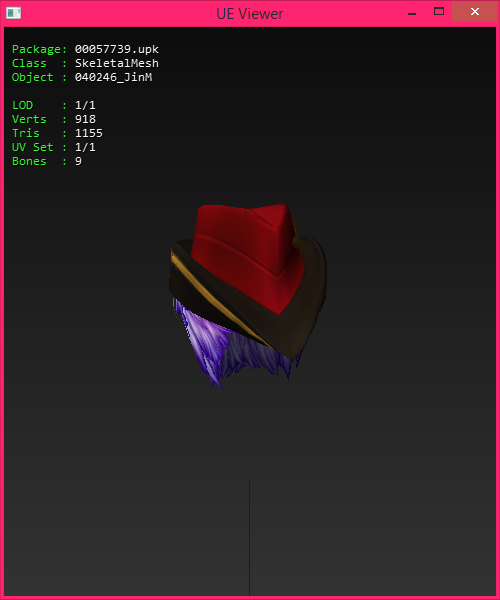 UE Viewer
Package: 00057739.upk
Class  : SkeletalMesh
Object : 040246_JinM
LOD    : 1/1
Verts  : 918
Tris   : 1155
UV Set : 1/1
Bones  : 9